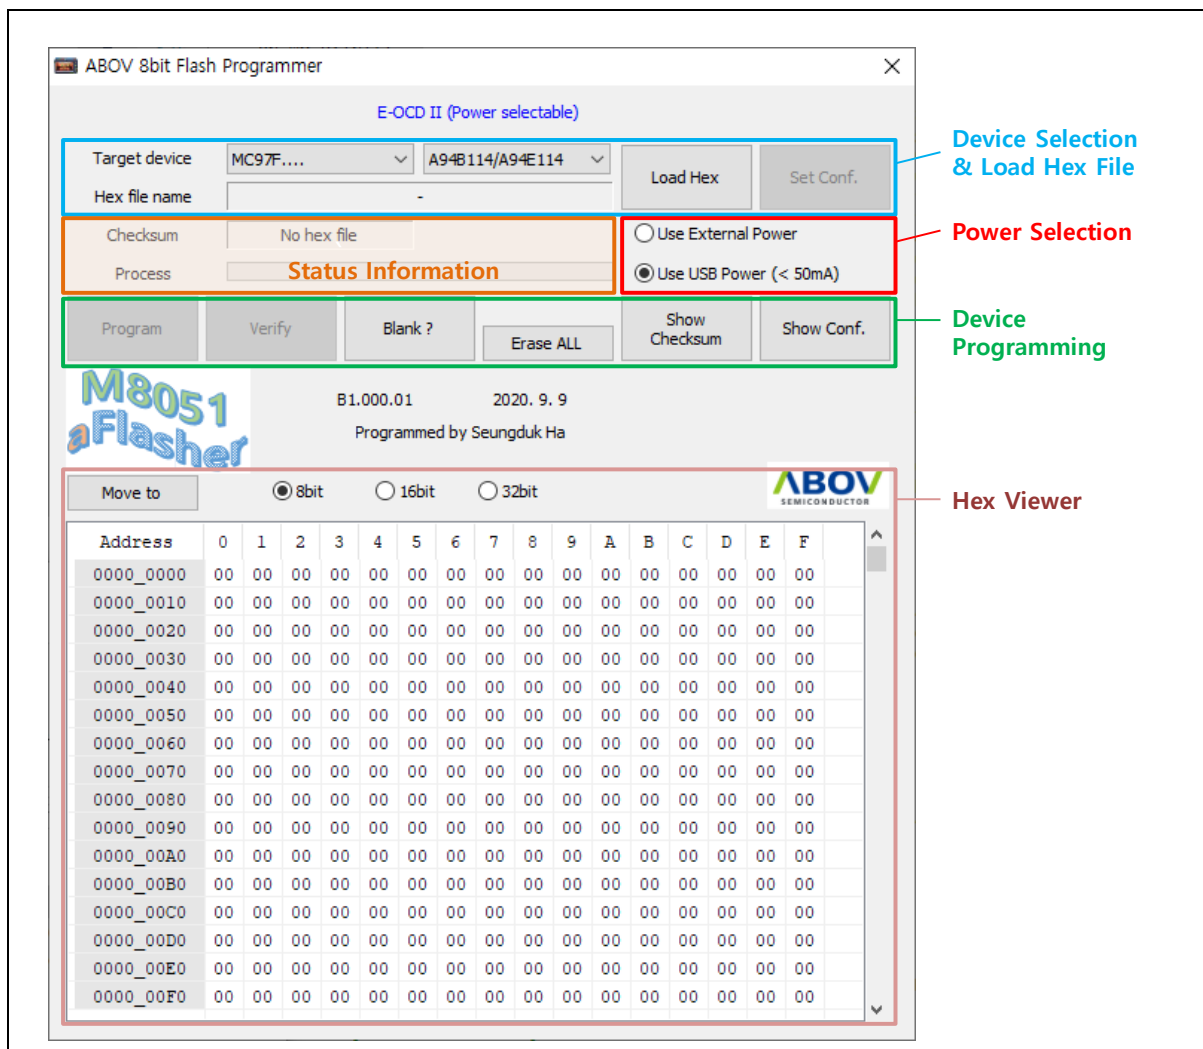 ABOV 8bit Flash Programmer
E-OCD II (Power selectable)
Target device MC97F.... A94B114/A94E114 Load Hex Set Conf.
Hex file name -
Device Selection
& Load Hex File
Checksum No hex file Use External Power
Power Selection
Process Status Information Use USB Power (< 50mA)
Program Verify Blank ? Erase ALL Show Checksum Show Conf.
Device
Programming
M8051
aFlasher
B1.000.01 2020. 9. 9
Programmed by Seungduk Ha
Move to 8bit 16bit 32bit
ABOV
SEMICONDUCTOR
Hex Viewer
Address 0 1 2 3 4 5 6 7 8 9 A B C D E F
0000_0000 00 00 00 00 00 00 00 00 00 00 00 00 00 00 00 00
0000_0010 00 00 00 00 00 00 00 00 00 00 00 00 00 00 00 00
0000_0020 00 00 00 00 00 00 00 00 00 00 00 00 00 00 00 00
0000_0030 00 00 00 00 00 00 00 00 00 00 00 00 00 00 00 00
0000_0040 00 00 00 00 00 00 00 00 00 00 00 00 00 00 00 00
0000_0050 00 00 00 00 00 00 00 00 00 00 00 00 00 00 00 00
0000_0060 00 00 00 00 00 00 00 00 00 00 00 00 00 00 00 00
0000_0070 00 00 00 00 00 00 00 00 00 00 00 00 00 00 00 00
0000_0080 00 00 00 00 00 00 00 00 00 00 00 00 00 00 00 00
0000_0090 00 00 00 00 00 00 00 00 00 00 00 00 00 00 00 00
0000_00A0 00 00 00 00 00 00 00 00 00 00 00 00 00 00 00 00
0000_00B0 00 00 00 00 00 00 00 00 00 00 00 00 00 00 00 00
0000_00C0 00 00 00 00 00 00 00 00 00 00 00 00 00 00 00 00
0000_00D0 00 00 00 00 00 00 00 00 00 00 00 00 00 00 00 00
0000_00E0 00 00 00 00 00 00 00 00 00 00 00 00 00 00 00 00
0000_00F0 00 00 00 00 00 00 00 00 00 00 00 00 00 00 00 00